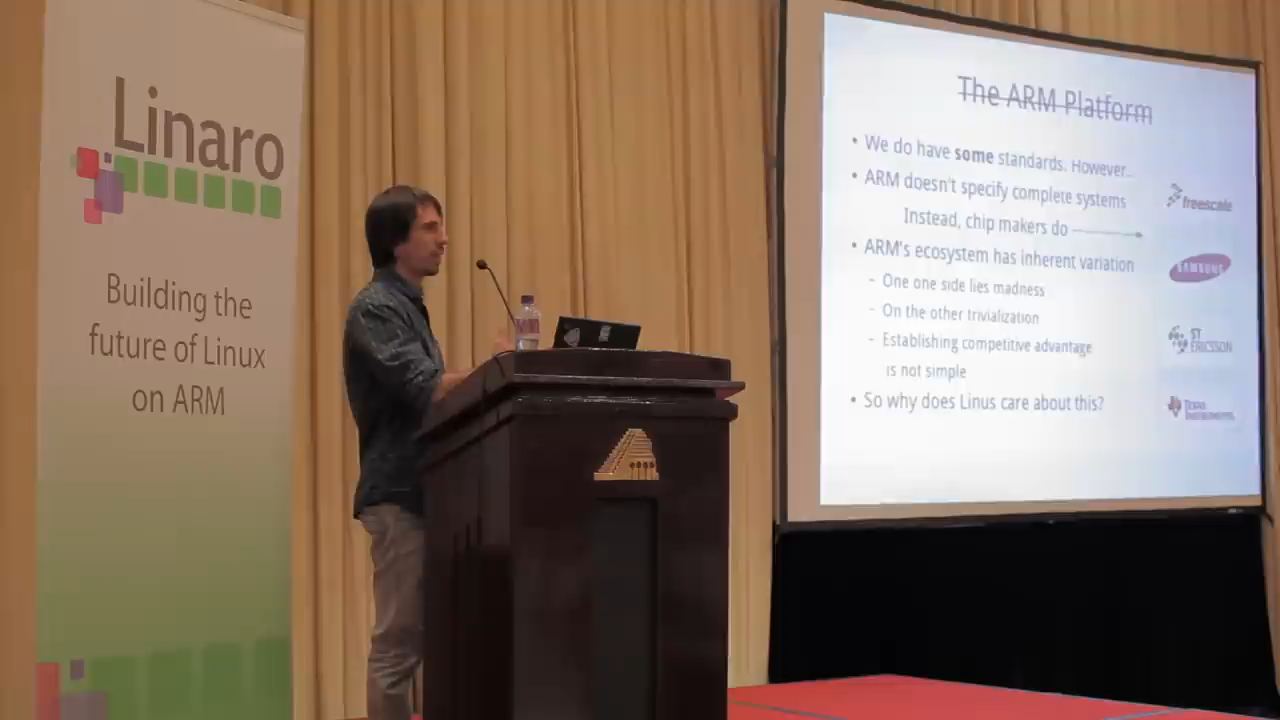 Linaro
Building the
future of Linux
on ARM
The ARM Platform
• We do have some standards. However...
• ARM doesn't specify complete systems
Instead, chip makers do
• ARM's ecosystem has inherent variation
- One one side lies madness
- On the other trivialization
- Establishing competitive advantage
is not simple
• So why does Linus care about this?
freescale
SAMSUNG
ST
ERICSSON
TEXAS
INSTRUMENTS